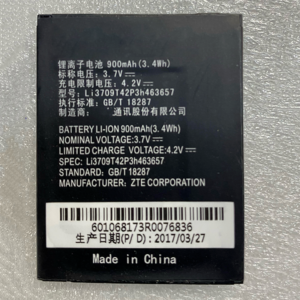 锂离子电池 900mAh(3.4Wh)
标称电压: 3.7V
充电限制电压: 4.2V
型号: Li3709T42P3h463657
执行标准: GB/T 18287
制造商: 通讯股份有限公司
BATTERY LI-ION 900mAh(3.4Wh)
NOMINAL VOLTAGE:3.7V
LIMITED CHARGE VOLTAGE:4.2V
SPEC: Li3709T42P3h463657
STANDARD: GB/T 18287
MANUFACTURER: ZTE CORPORATION
601068173R0076836
生产日期(P/D): 2017/03/27
Made in China